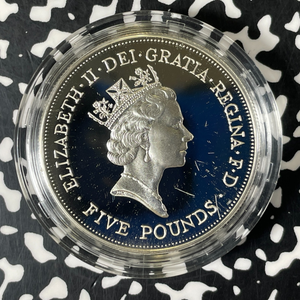 ELIZABETH · II · DEI · GRATIA · REGINA · F · D ·
FIVE POUNDS